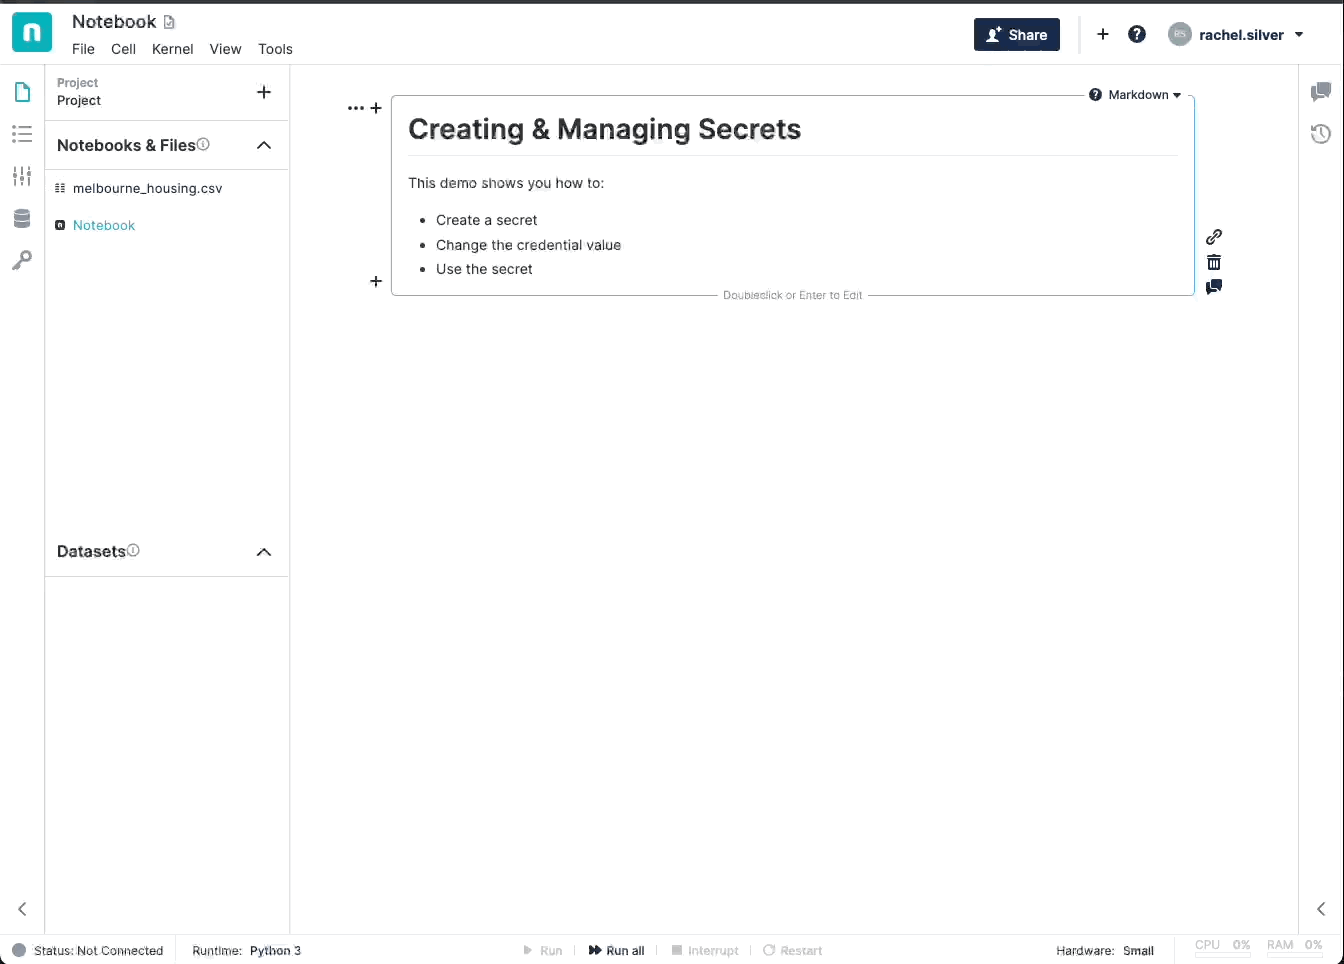 Notebook
File Cell Kernel View Tools
Share
RS rachel.silver
Project
Project
Notebooks & Files
melbourne_housing.csv
Notebook
Datasets
Markdown
Creating & Managing Secrets
This demo shows you how to:
• Create a secret
• Change the credential value
• Use the secret
Doubleclick or Enter to Edit
Status: Not Connected
Runtime: Python 3
Run
Run all
Interrupt
Restart
Hardware: Small
CPU 0%
RAM 0%